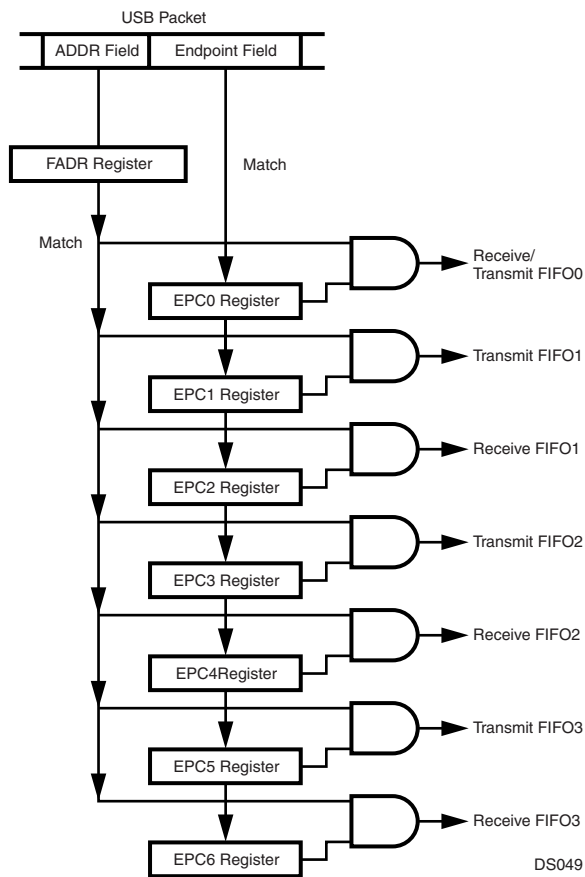 USB Packet
ADDR Field
Endpoint Field
FADR Register
Match
Match
Receive/
Transmit FIFO0
EPC0 Register
Transmit FIFO1
EPC1 Register
Receive FIFO1
EPC2 Register
Transmit FIFO2
EPC3 Register
Receive FIFO2
EPC4Register
Transmit FIFO3
EPC5 Register
Receive FIFO3
EPC6 Register
DS049